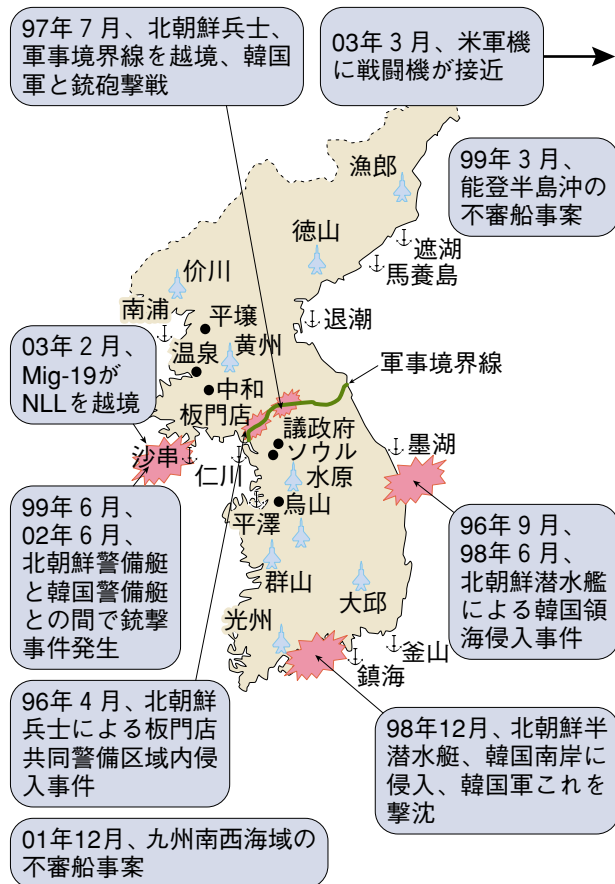 97年7月、北朝鮮兵士、
軍事境界線を越境、韓国
軍と銃砲撃戦
03年3月、米軍機
に戦闘機が接近
99年3月、
能登半島沖の
不審船事案
漁郎
徳山
遮湖
馬養島
价川
南浦
平壌
退潮
03年2月、
Mig-19が
NLLを越境
温泉
黄州
軍事境界線
中和
板門店
議政府
ソウル
墨湖
沙串
仁川
水原
99年6月、
02年6月、
北朝鮮警備艇
と韓国警備艇
との間で銃撃
事件発生
烏山
平澤
96年9月、
98年6月、
北朝鮮潜水艦
による韓国領
海侵入事件
群山
大邱
光州
釜山
鎮海
96年4月、北朝鮮
兵士による板門店
共同警備区域内侵
入事件
98年12月、北朝鮮半
潜水艇、韓国南岸に
侵入、韓国軍これを
撃沈
01年12月、九州南西海域の
不審船事案